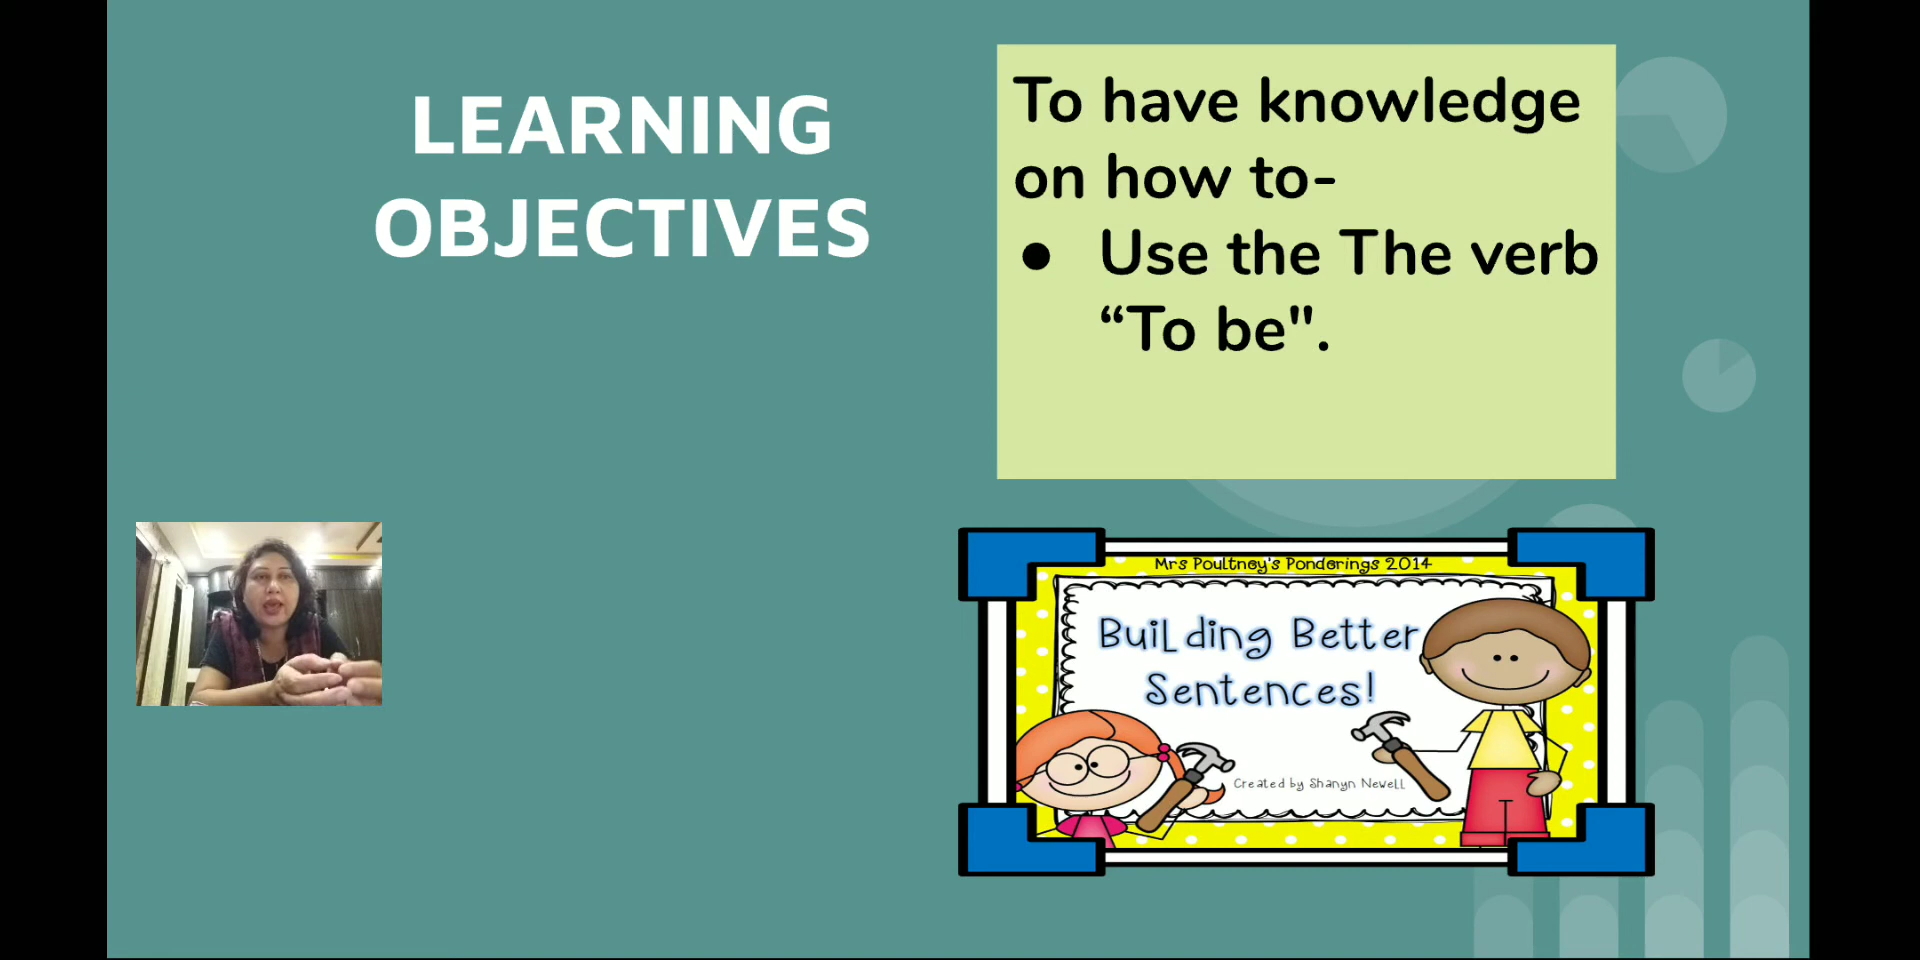 LEARNING
OBJECTIVES
To have knowledge
on how to-
● Use the The verb
“To be".
Mrs Poultney's Ponderings 2014
Building Better
Sentences!
Created by Shanyn Newell